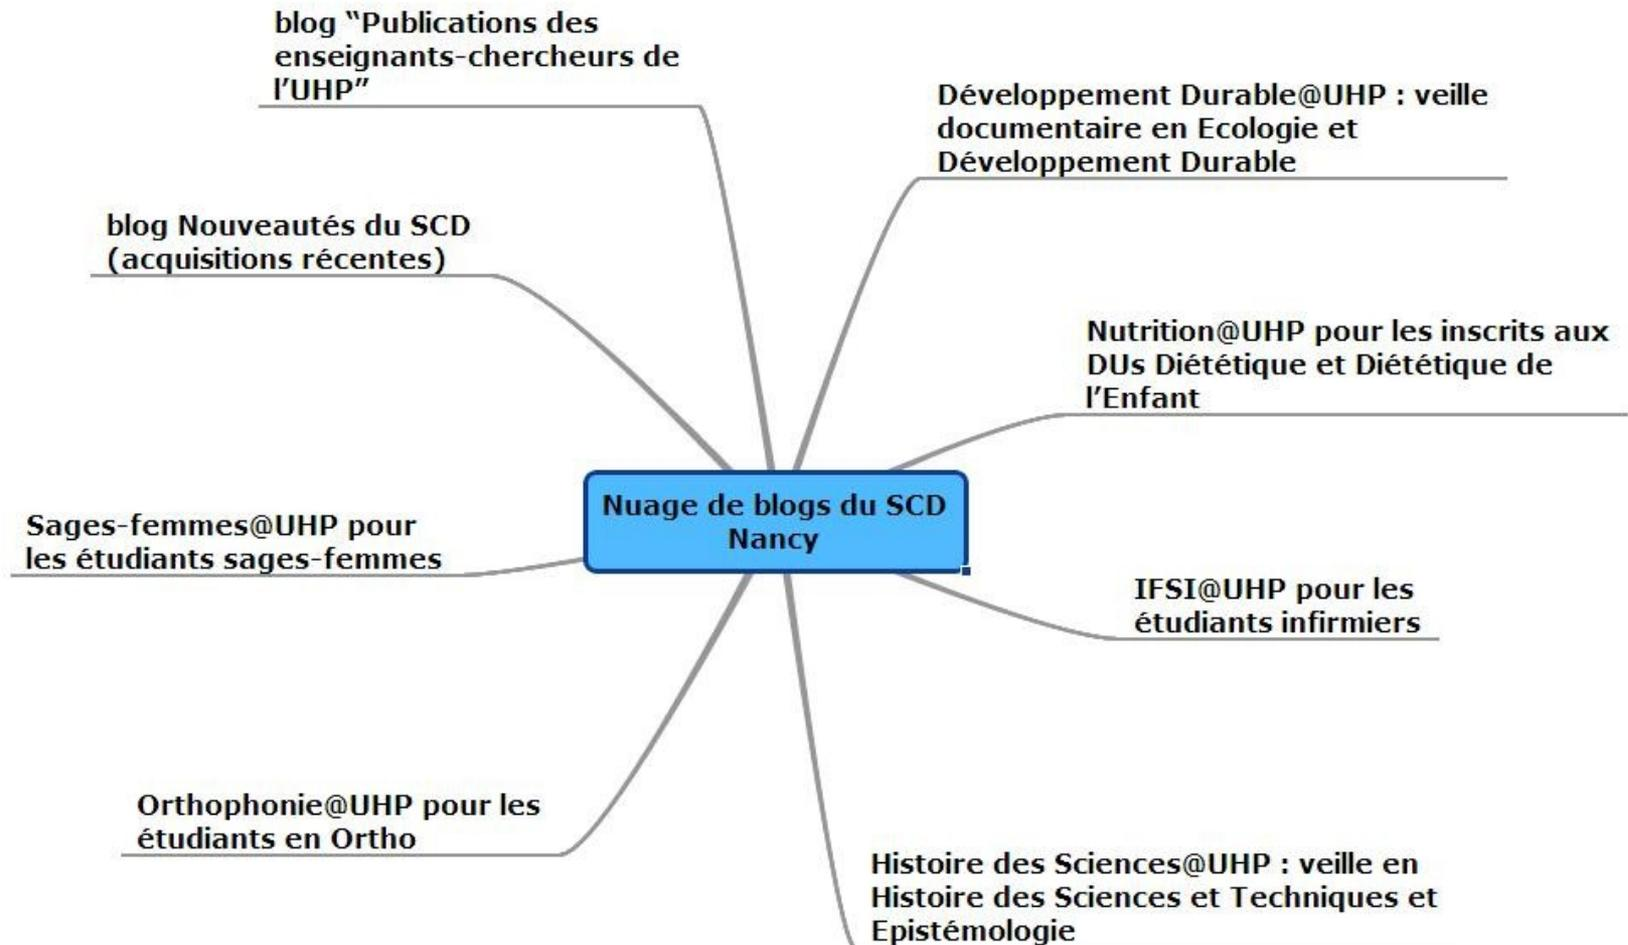 blog “Publications des
enseignants-chercheurs de
l’UHP”
Développement Durable@UHP : veille
documentaire en Ecologie et
Développement Durable
blog Nouveautés du SCD
(acquisitions récentes)
Nutrition@UHP pour les inscrits aux
DUs Diététique et Diététique de
l’Enfant
Nuage de blogs du SCD
Nancy
Sages-femmes@UHP pour
les étudiants sages-femmes
IFSI@UHP pour les
étudiants infirmiers
Orthophonie@UHP pour les
étudiants en Ortho
Histoire des Sciences@UHP : veille en
Histoire des Sciences et Techniques et
Epistémologie